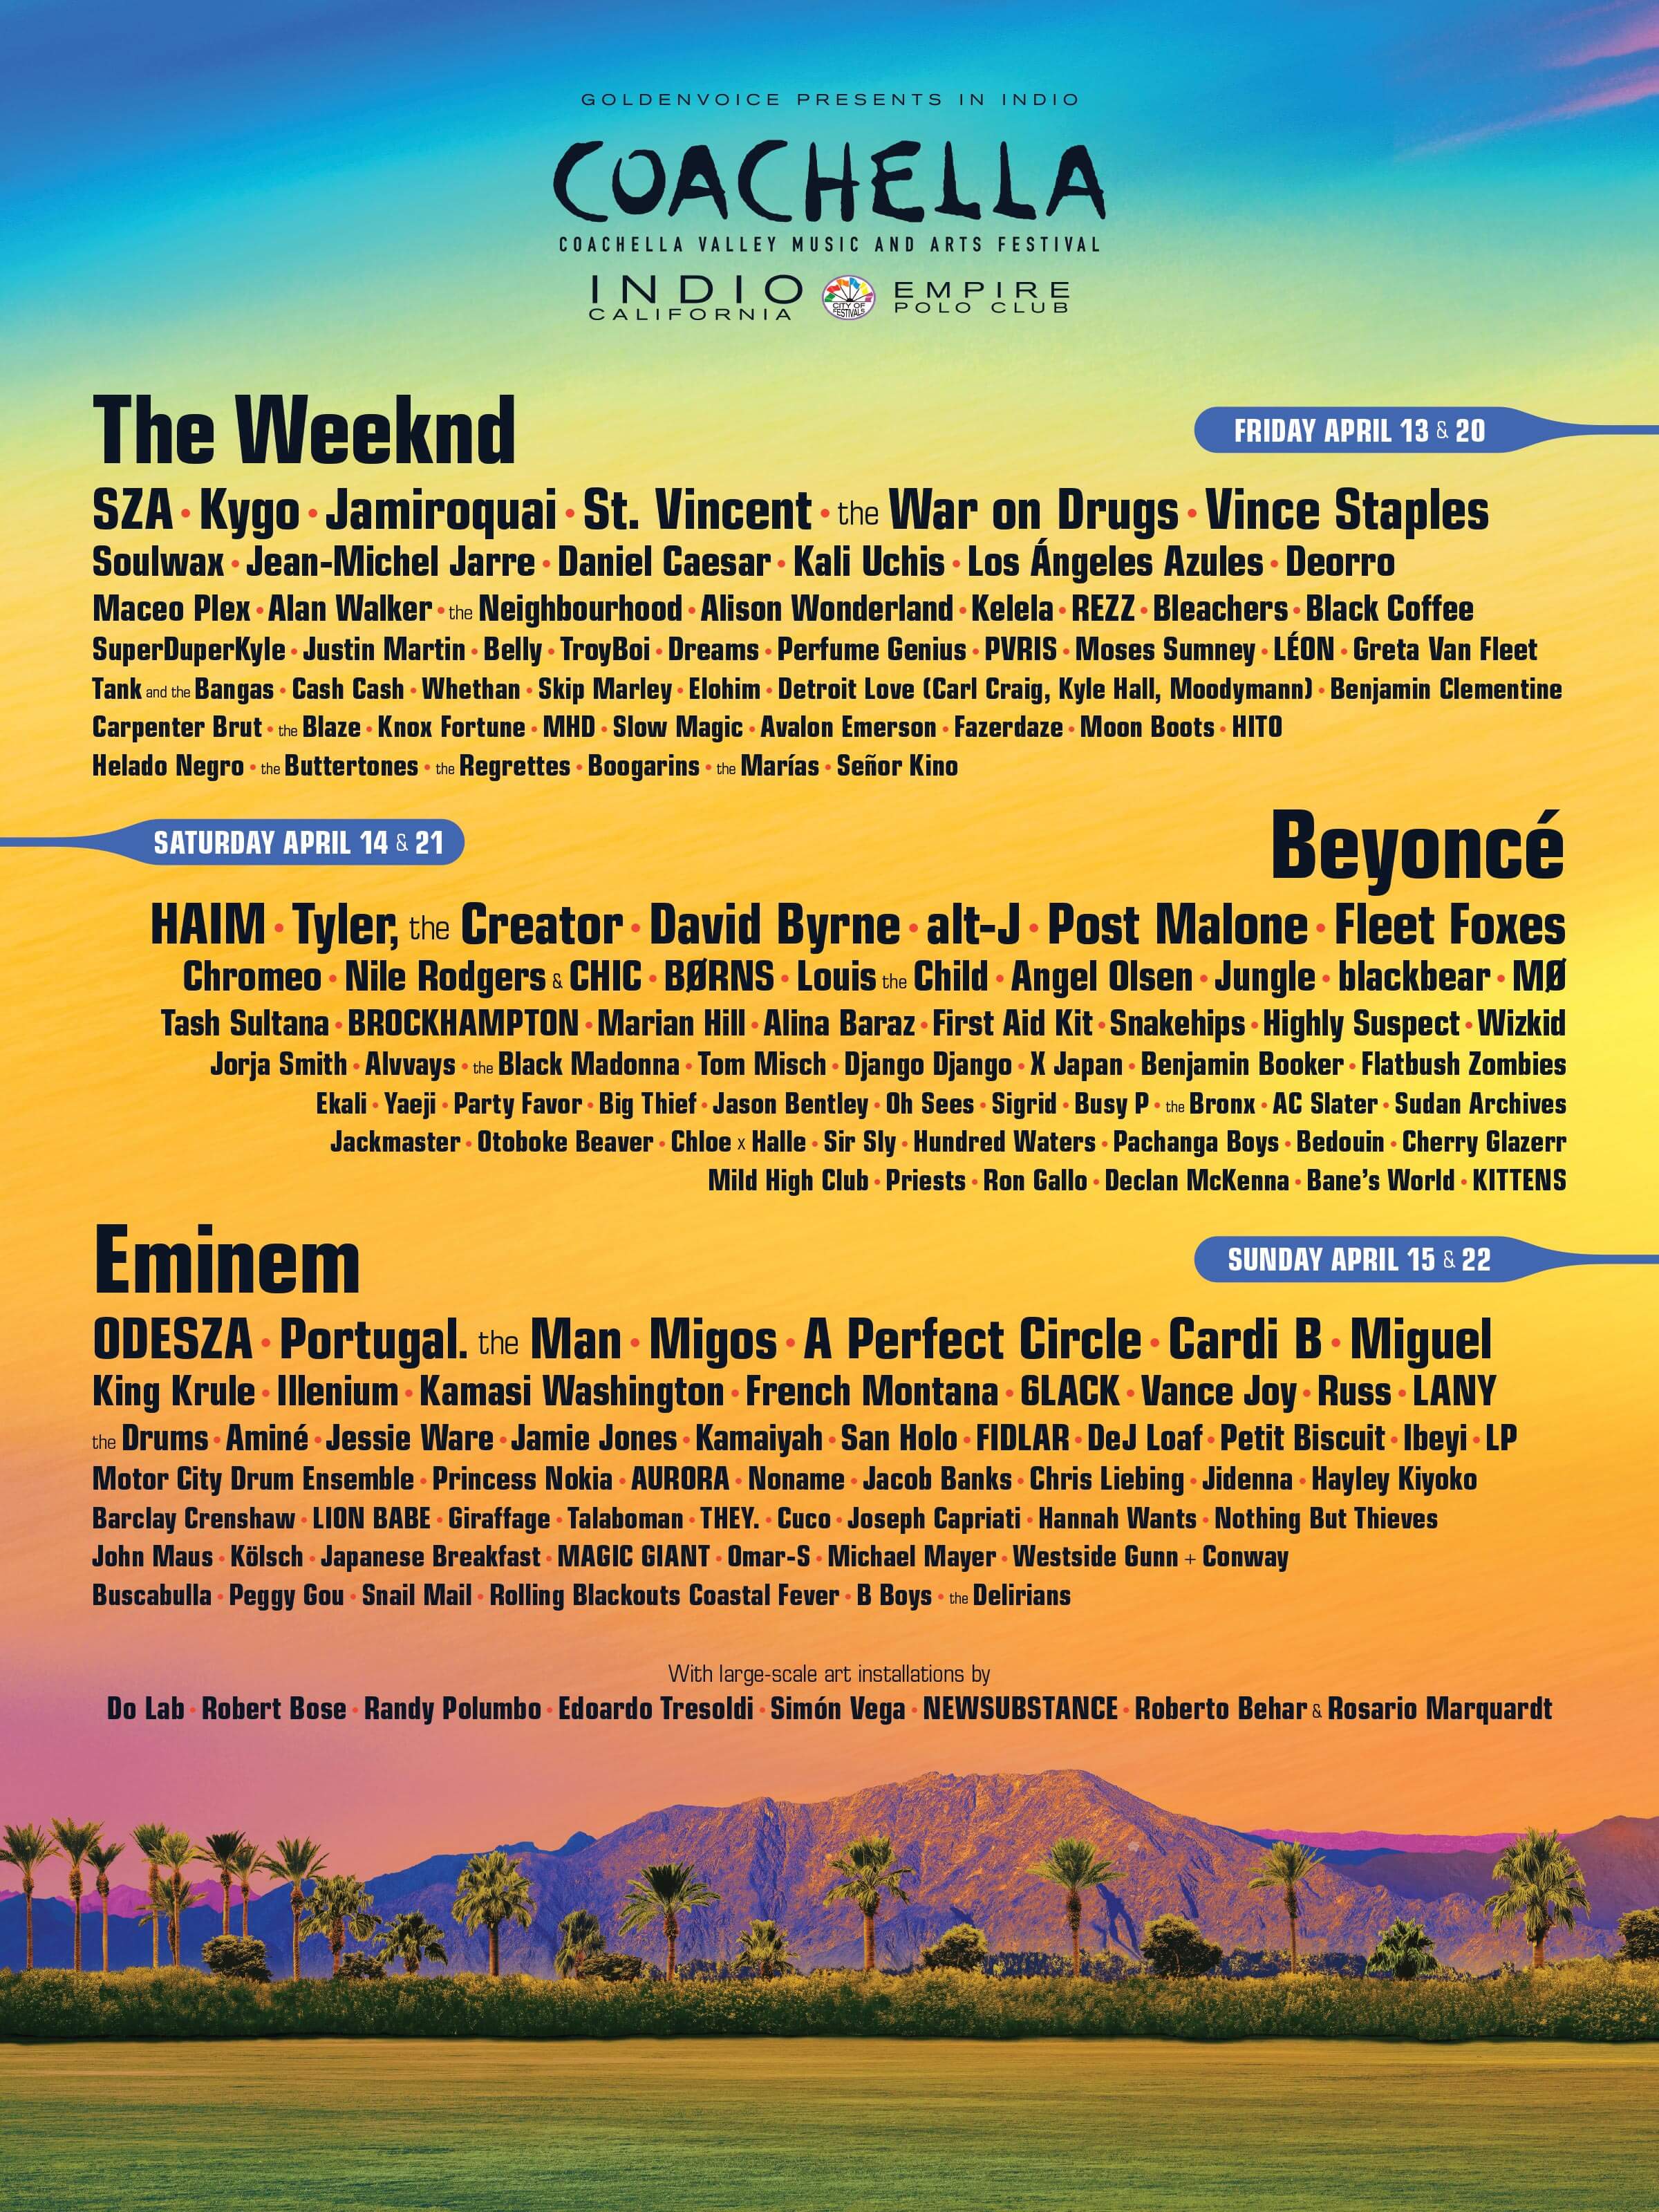 GOLDENVOICE PRESENTS IN INDIO
COACHELLA
COACHELLA VALLEY MUSIC AND ARTS FESTIVAL
INDIO
CALIFORNIA
CITY OF
FESTIVALS
EMPIRE
POLO CLUB
The Weeknd
FRIDAY APRIL 13 & 20
SZA • Kygo • Jamiroquai • St. Vincent • the War on Drugs • Vince Staples
Soulwax • Jean-Michel Jarre • Daniel Caesar • Kali Uchis • Los Ángeles Azules • Deorro
Maceo Plex • Alan Walker • the Neighbourhood • Alison Wonderland • Kelela • REZZ • Bleachers • Black Coffee
SuperDuperKyle • Justin Martin • Belly • TroyBoi • Dreams • Perfume Genius • PVRIS • Moses Sumney • LÉON • Greta Van Fleet
Tank and the Bangas • Cash Cash • Whethan • Skip Marley • Elohim • Detroit Love (Carl Craig, Kyle Hall, Moodymann) • Benjamin Clementine
Carpenter Brut • the Blaze • Knox Fortune • MHD • Slow Magic • Avalon Emerson • Fazerdaze • Moon Boots • HITO
Helado Negro • the Buttertones • the Regrettes • Boogarins • the Marías • Señor Kino
SATURDAY APRIL 14 & 21
Beyoncé
HAIM • Tyler, the Creator • David Byrne • alt-J • Post Malone • Fleet Foxes
Chromeo • Nile Rodgers & CHIC • BØRNS • Louis the Child • Angel Olsen • Jungle • blackbear • MØ
Tash Sultana • BROCKHAMPTON • Marian Hill • Alina Baraz • First Aid Kit • Snakehips • Highly Suspect • Wizkid
Jorja Smith • Alvvays • the Black Madonna • Tom Misch • Django Django • X Japan • Benjamin Booker • Flatbush Zombies
Ekali • Yaeji • Party Favor • Big Thief • Jason Bentley • Oh Sees • Sigrid • Busy P • the Bronx • AC Slater • Sudan Archives
Jackmaster • Otoboke Beaver • Chloe x Halle • Sir Sly • Hundred Waters • Pachanga Boys • Bedouin • Cherry Glazerr
Mild High Club • Priests • Ron Gallo • Declan McKenna • Bane's World • KITTENS
Eminem
SUNDAY APRIL 15 & 22
ODESZA • Portugal. the Man • Migos • A Perfect Circle • Cardi B • Miguel
King Krule • Illenium • Kamasi Washington • French Montana • 6LACK • Vance Joy • Russ • LANY
the Drums • Aminé • Jessie Ware • Jamie Jones • Kamaiyah • San Holo • FIDLAR • DeJ Loaf • Petit Biscuit • Ibeyi • LP
Motor City Drum Ensemble • Princess Nokia • AURORA • Noname • Jacob Banks • Chris Liebing • Jidenna • Hayley Kiyoko
Barclay Crenshaw • LION BABE • Giraffage • Talaboman • THEY. • Cuco • Joseph Capriati • Hannah Wants • Nothing But Thieves
John Maus • Kölsch • Japanese Breakfast • MAGIC GIANT • Omar-S • Michael Mayer • Westside Gunn + Conway
Buscabulla • Peggy Gou • Snail Mail • Rolling Blackouts Coastal Fever • B Boys • the Delirians
With large-scale art installations by
Do Lab • Robert Bose • Randy Polumbo • Edoardo Tresoldi • Simón Vega • NEWSUBSTANCE • Roberto Behar & Rosario Marquardt